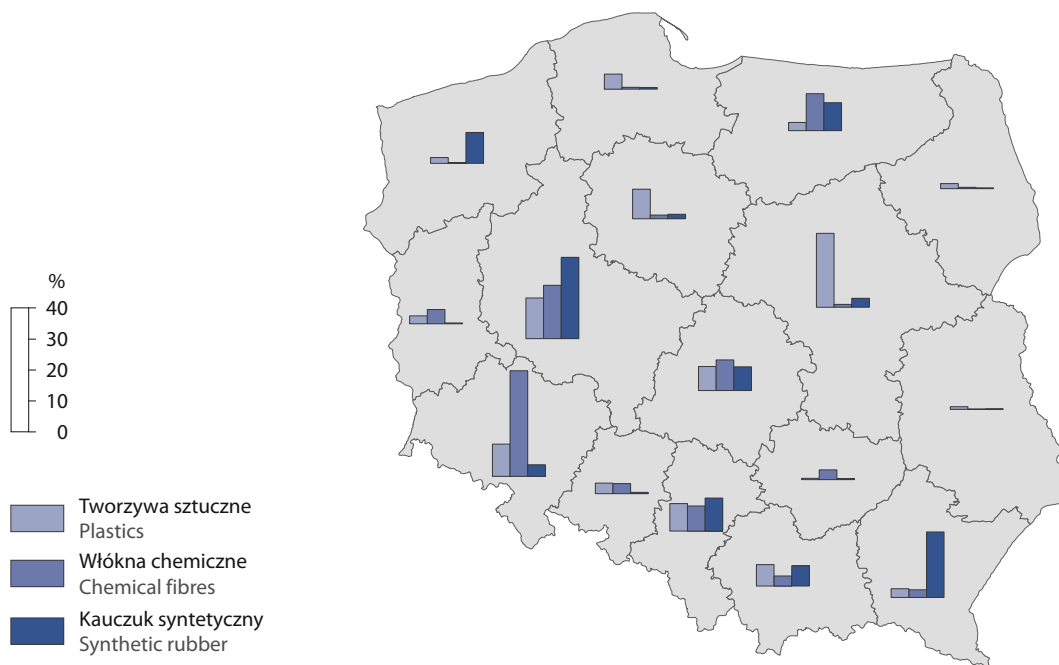 %
40
30
20
10
0
Tworzywa sztuczne
Plastics
Włókna chemiczne
Chemical fibres
Kauczuk syntetyczny
Synthetic rubber